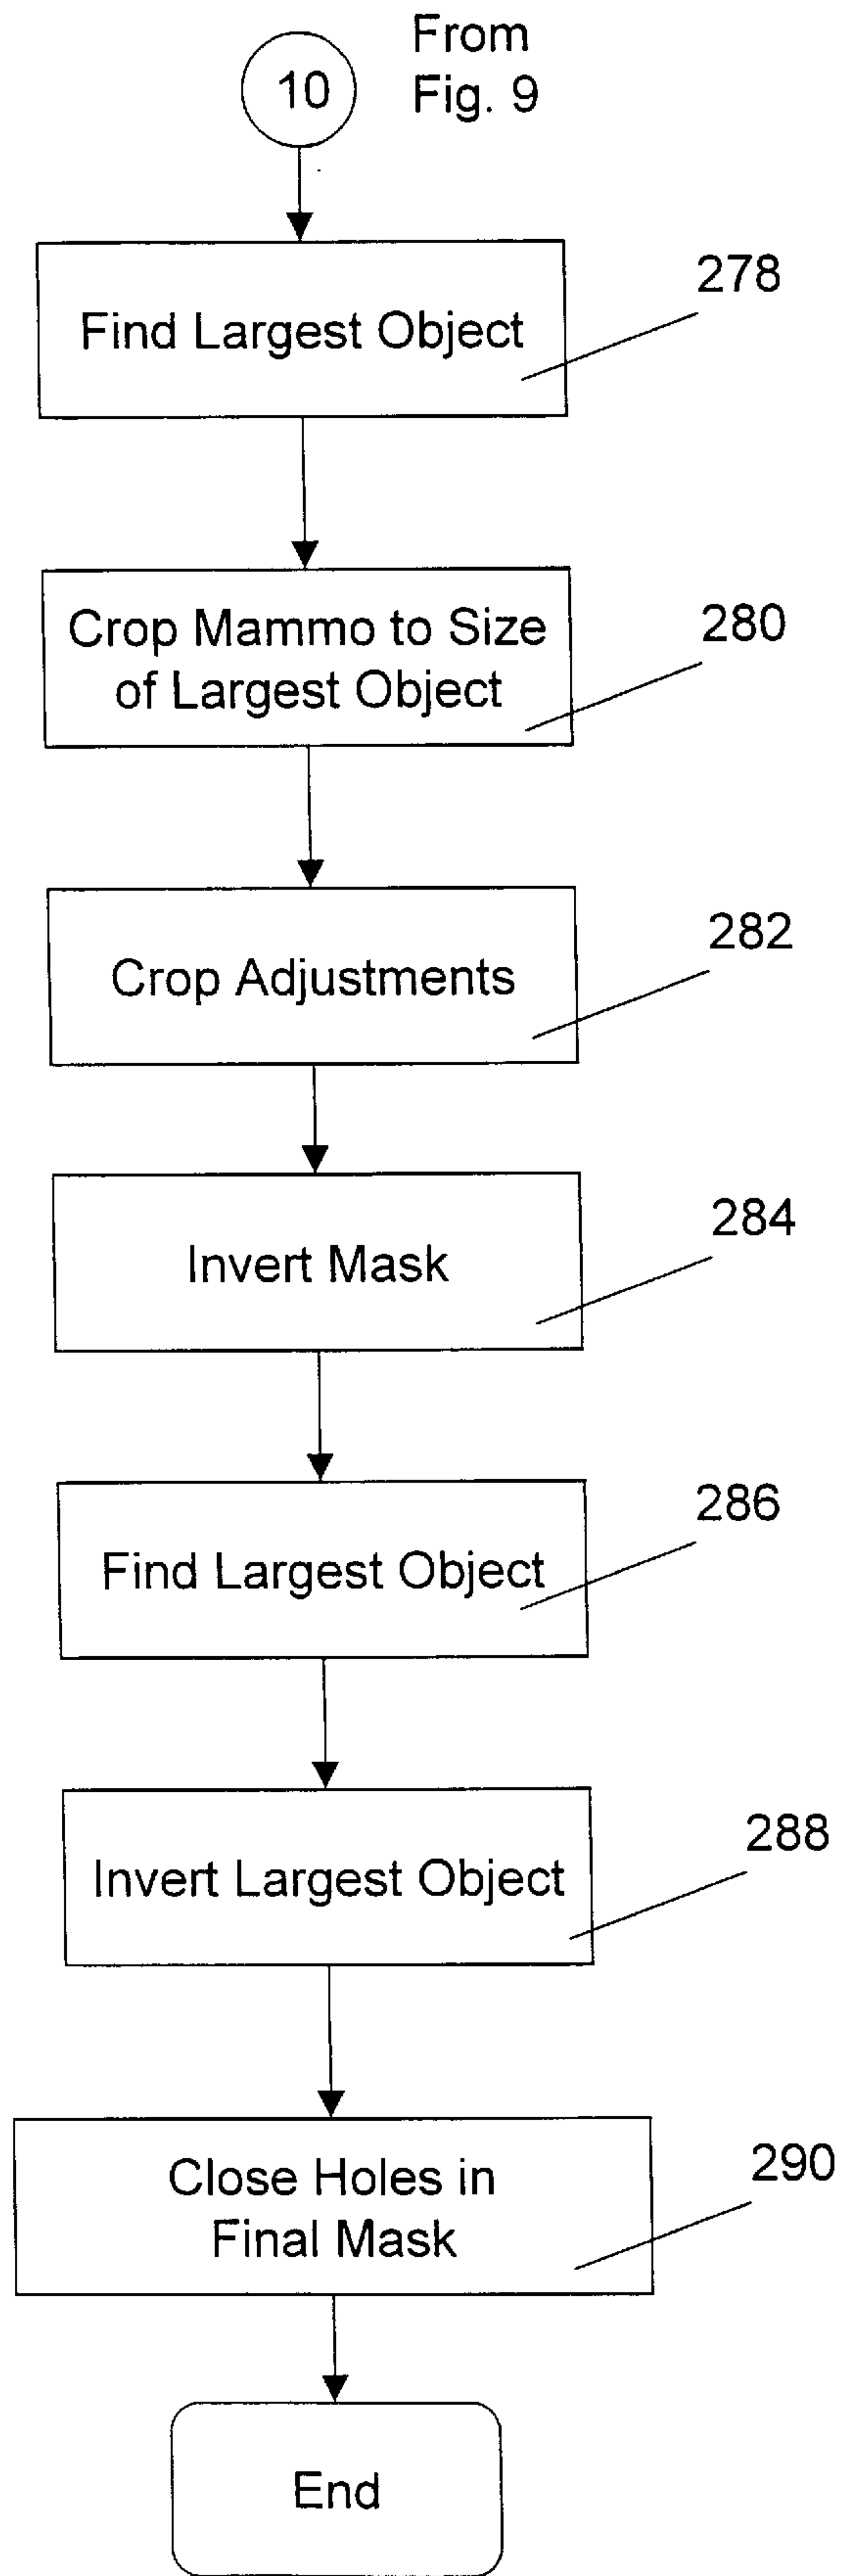 From
Fig. 9
10
278
Find Largest Object
280
Crop Mammo to Size
of Largest Object
282
Crop Adjustments
284
Invert Mask
286
Find Largest Object
288
Invert Largest Object
290
Close Holes in
Final Mask
End